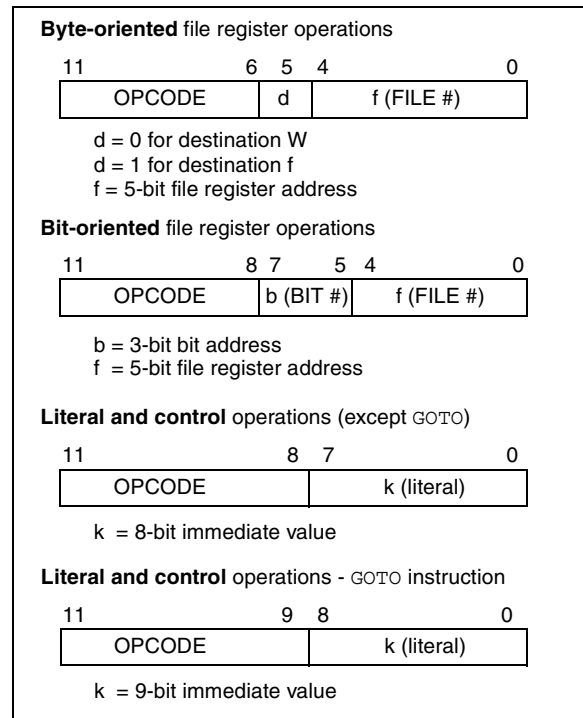 Byte-oriented file register operations
11 6 5 4 0
OPCODE d f (FILE #)
d = 0 for destination W
d = 1 for destination f
f = 5-bit file register address
Bit-oriented file register operations
11 8 7 5 4 0
OPCODE b (BIT #) f (FILE #)
b = 3-bit bit address
f = 5-bit file register address
Literal and control operations (except GOTO)
11 8 7 0
OPCODE k (literal)
k = 8-bit immediate value
Literal and control operations - GOTO instruction
11 9 8 0
OPCODE k (literal)
k = 9-bit immediate value